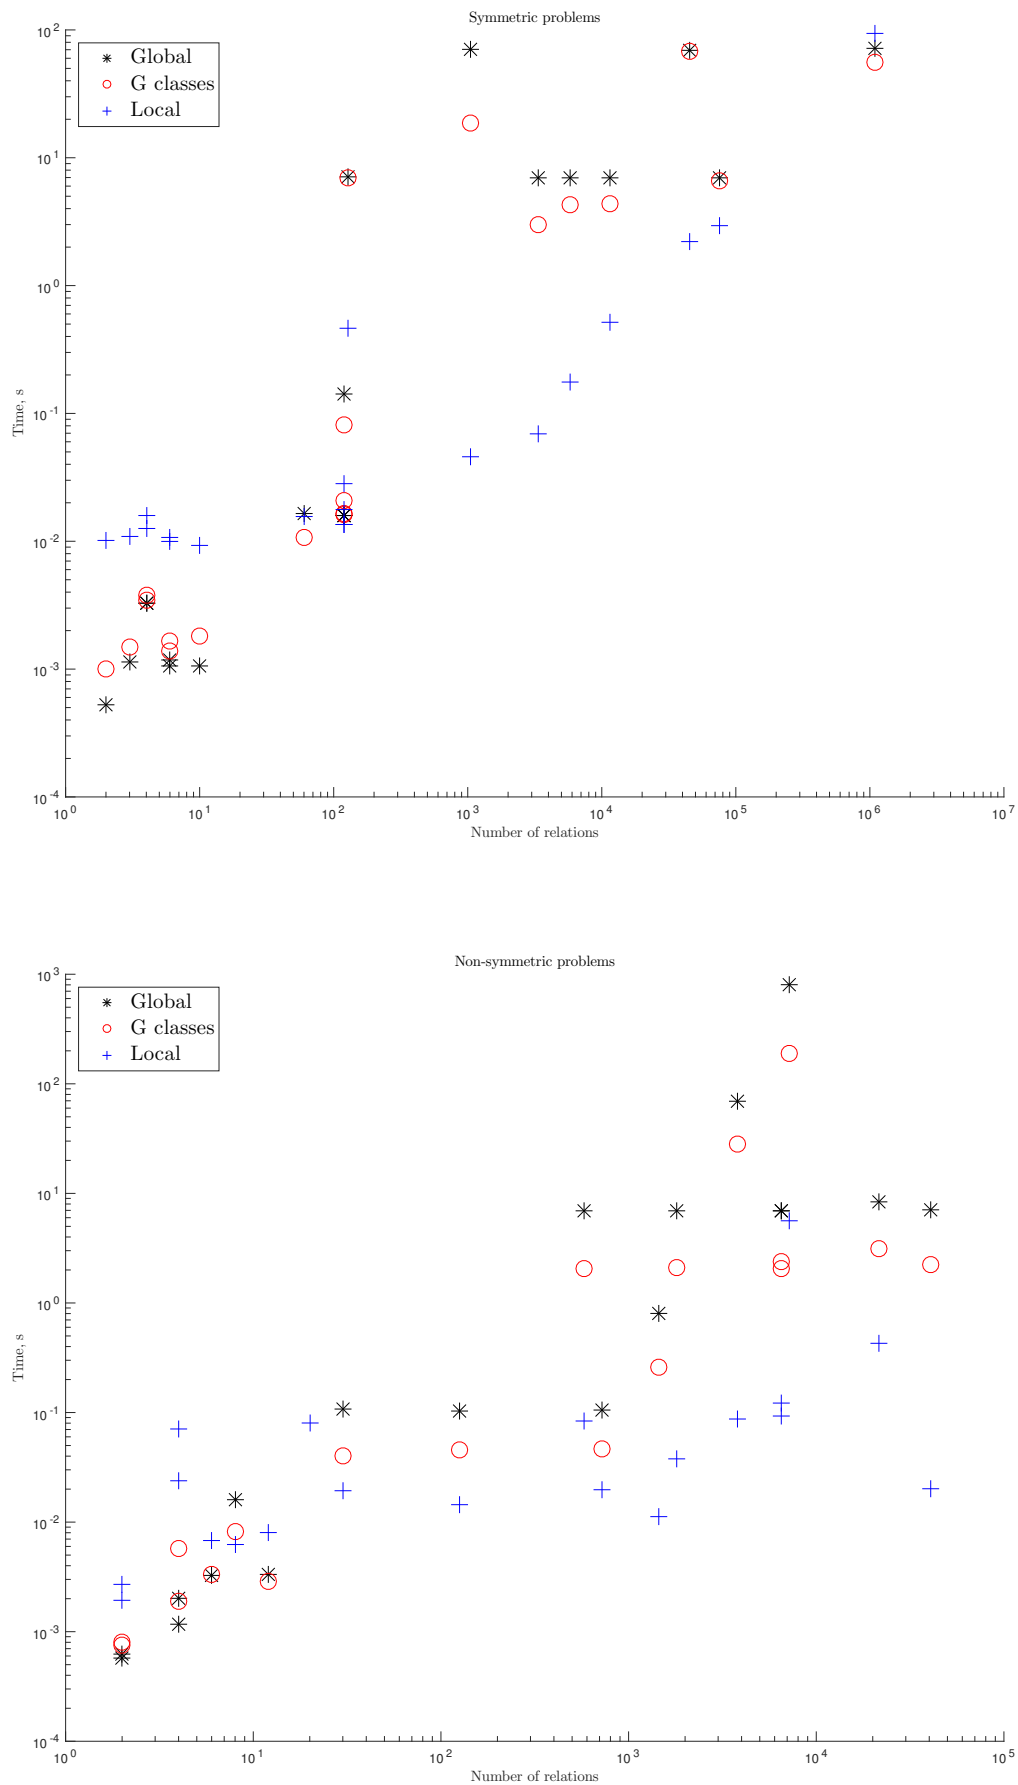 Symmetric problems
10^2
Global
G classes
Local
10^1
10^0
10^-1
10^-2
10^-3
10^-4
Time, s
10^0 10^1 10^2 10^3 10^4 10^5 10^6 10^7
Number of relations
Non-symmetric problems
10^3
Global
G classes
Local
10^2
10^1
10^0
10^-1
10^-2
10^-3
10^-4
Time, s
10^0 10^1 10^2 10^3 10^4 10^5
Number of relations